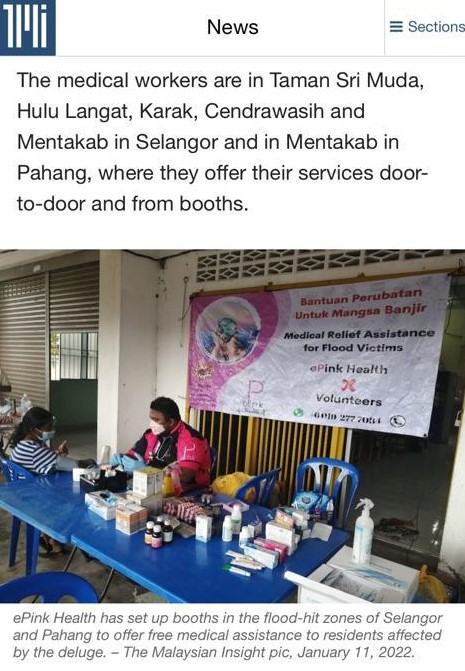 TMi
News
Sections
The medical workers are in Taman Sri Muda,
Hulu Langat, Karak, Cendrawasih and
Mentakab in Selangor and in Mentakab in
Pahang, where they offer their services door-
to-door and from booths.
Bantuan Perubatan
Untuk Mangsa Banjir
Medical Relief Assistance
for Flood Victims
ePink Health
Volunteers
ePink Health has set up booths in the flood-hit zones of Selangor
and Pahang to offer free medical assistance to residents affected
by the deluge. – The Malaysian Insight pic, January 11, 2022.